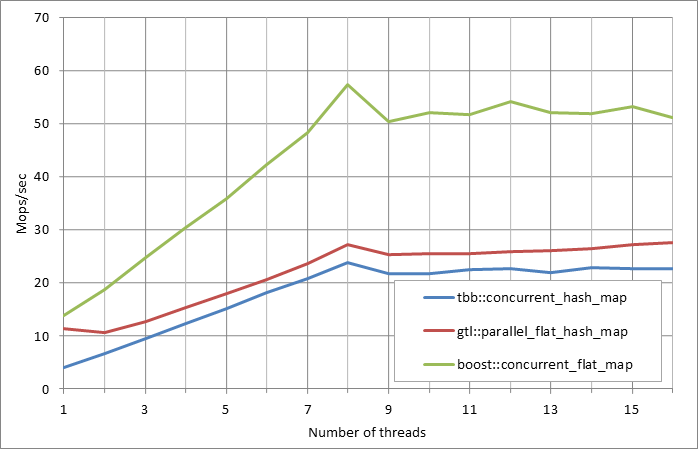 70
60
50
40
30
20
10
0
Mops/sec
tbb::concurrent_hash_map
gtl::parallel_flat_hash_map
boost::concurrent_flat_map
1 3 5 7 9 11 13 15
Number of threads